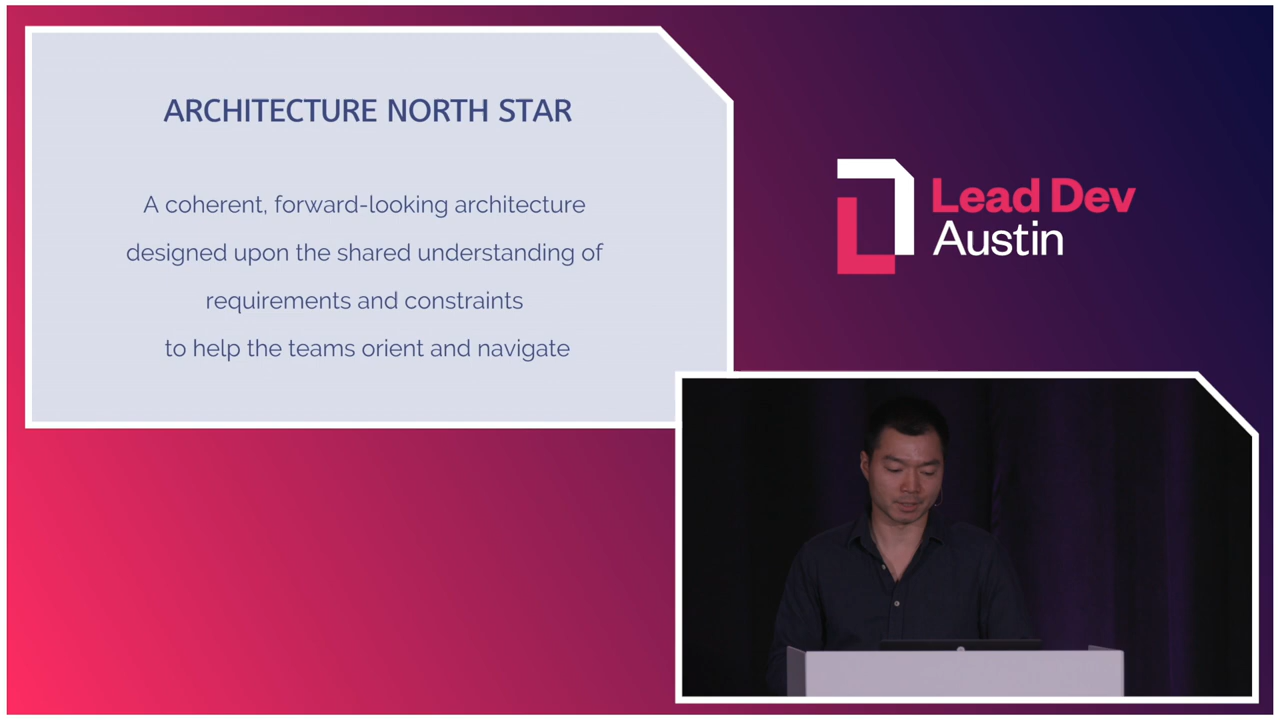 ARCHITECTURE NORTH STAR
A coherent, forward-looking architecture
designed upon the shared understanding of
requirements and constraints
to help the teams orient and navigate
Lead Dev
Austin